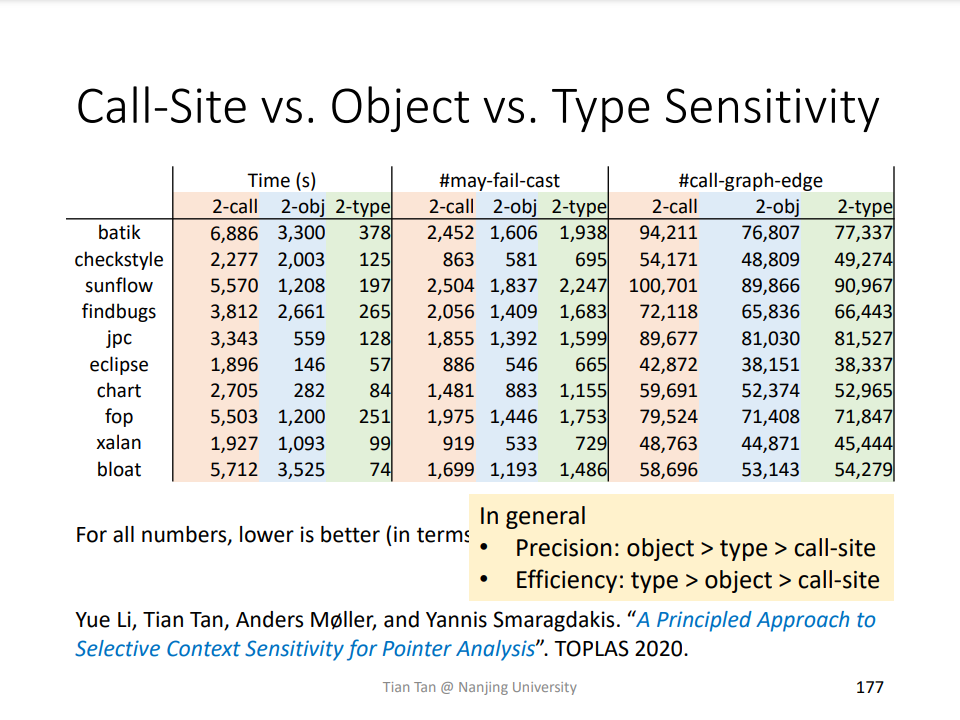 Call-Site vs. Object vs. Type Sensitivity
Time (s) #may-fail-cast #call-graph-edge
2-call 2-obj 2-type 2-call 2-obj 2-type 2-call 2-obj 2-type
batik 6,886 3,300 378 2,452 1,606 1,938 94,211 76,807 77,337
checkstyle 2,277 2,003 125 863 581 695 54,171 48,809 49,274
sunflow 5,570 1,208 197 2,504 1,837 2,247 100,701 89,866 90,967
findbugs 3,812 2,661 265 2,056 1,409 1,683 72,118 65,836 66,443
jpc 3,343 559 128 1,855 1,392 1,599 89,677 81,030 81,527
eclipse 1,896 146 57 886 546 665 42,872 38,151 38,337
chart 2,705 282 84 1,481 883 1,155 59,691 52,374 52,965
fop 5,503 1,200 251 1,975 1,446 1,753 79,524 71,408 71,847
xalan 1,927 1,093 99 919 533 729 48,763 44,871 45,444
bloat 5,712 3,525 74 1,699 1,193 1,486 58,696 53,143 54,279
For all numbers, lower is better (in terms
In general
• Precision: object > type > call-site
• Efficiency: type > object > call-site
Yue Li, Tian Tan, Anders Møller, and Yannis Smaragdakis. “A Principled Approach to
Selective Context Sensitivity for Pointer Analysis”. TOPLAS 2020.
Tian Tan @ Nanjing University
177